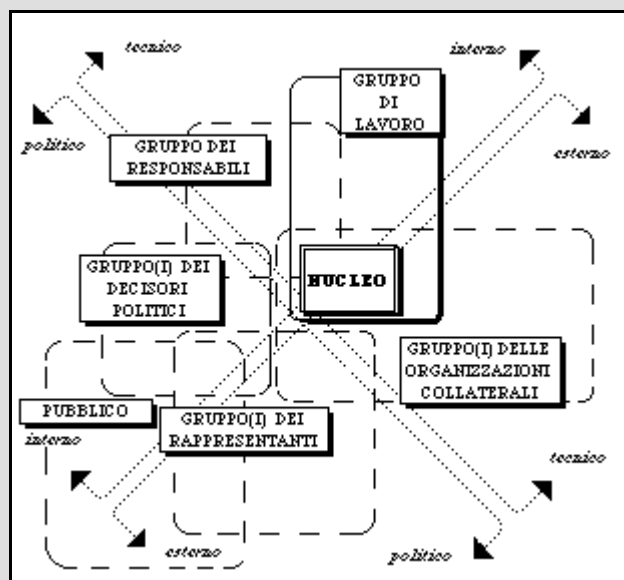 tecnico
politico
interno
esterno
GRUPPO
DI
LAVORO
GRUPPO DEI
RESPONSABILI
GRUPPO(I) DEI
DECISORI
POLITICI
NUCLEO
GRUPPO(I) DELLE
ORGANIZZAZIONI
COLLATERALI
PUBBLICO
GRUPPO(I) DEI
RAPPRESENTANTI
interno
esterno
tecnico
politico